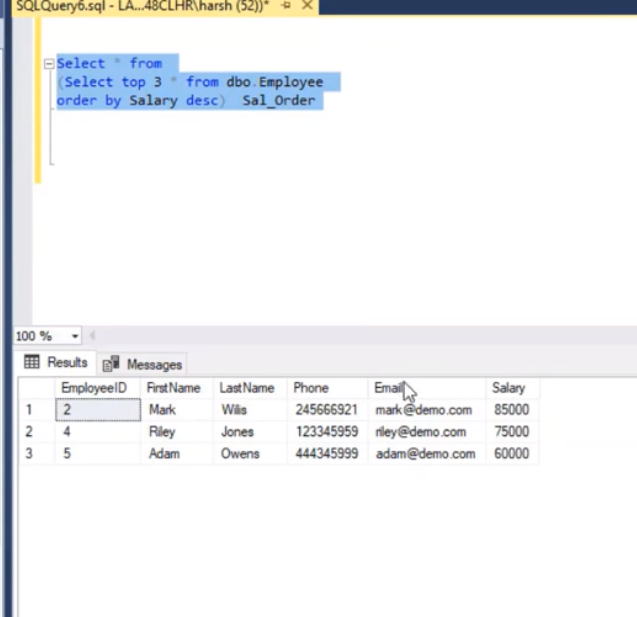 SQLQuery6.sql - LA...48CLHR\harsh (52))*
Select * from
(Select top 3 * from dbo.Employee
order by Salary desc) Sal_Order
100 %
Results Messages
EmployeeID FirstName LastName Phone Email Salary
1 2 Mark Wilis 245666921 mark@demo.com 85000
2 4 Riley Jones 123345959 riley@demo.com 75000
3 5 Adam Owens 444345999 adam@demo.com 60000